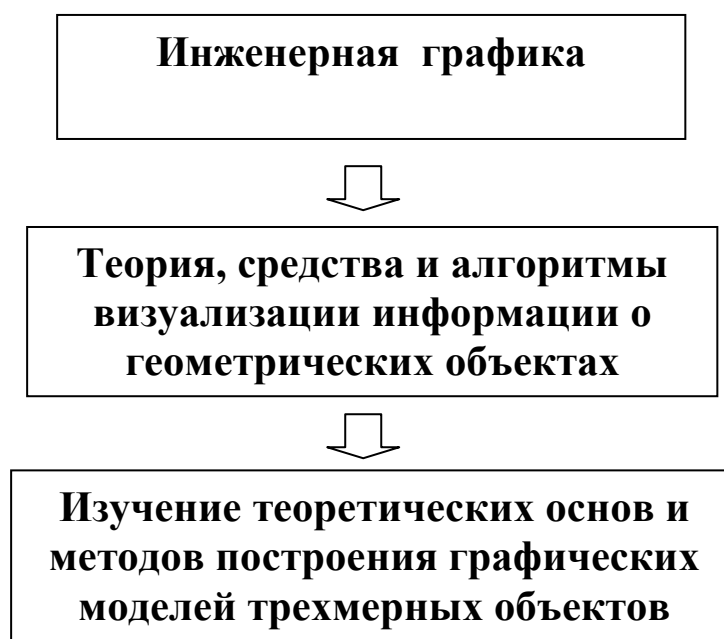 Инженерная графика
Теория, средства и алгоритмы
визуализации информации о
геометрических объектах
Изучение теоретических основ и
методов построения графических
моделей трехмерных объектов